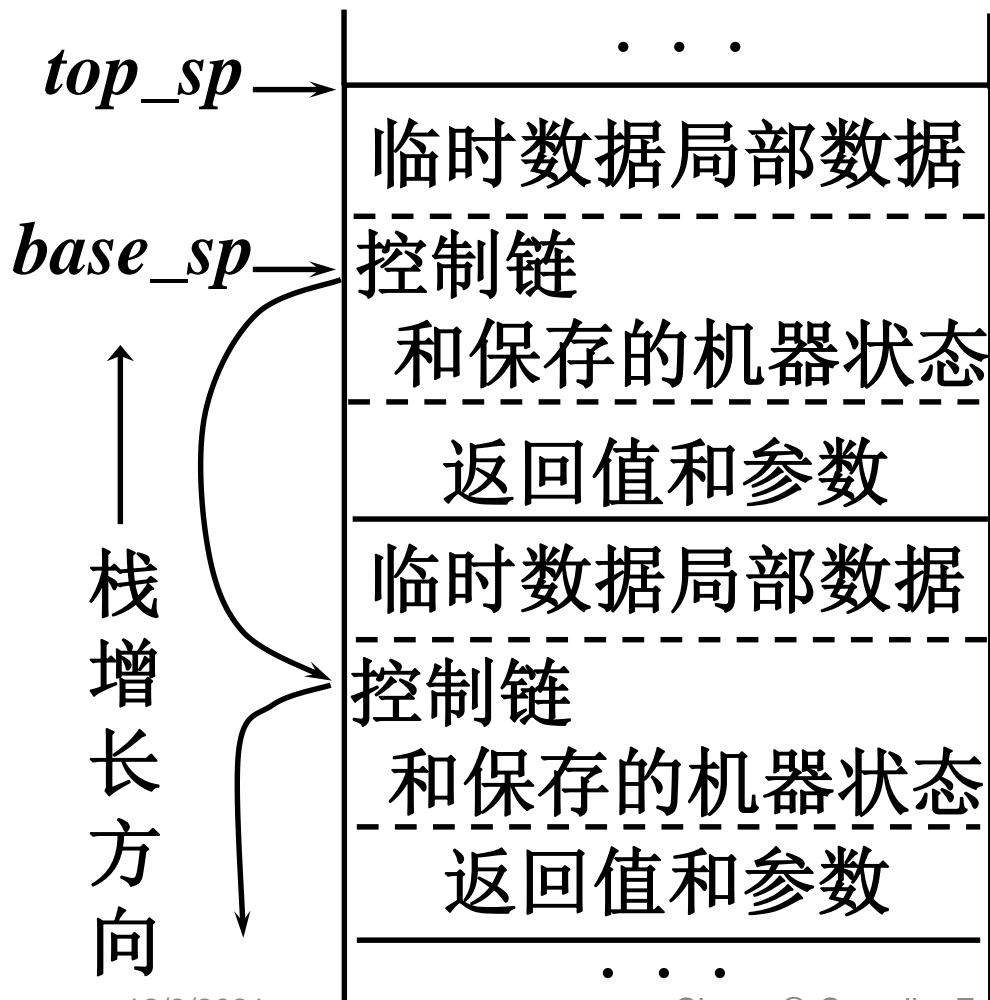 . . .
top_sp
临时数据局部数据
base_sp
控制链
和保存的机器状态
返回值和参数
临时数据局部数据
控制链
和保存的机器状态
返回值和参数
. . .
栈
增
长
方
向